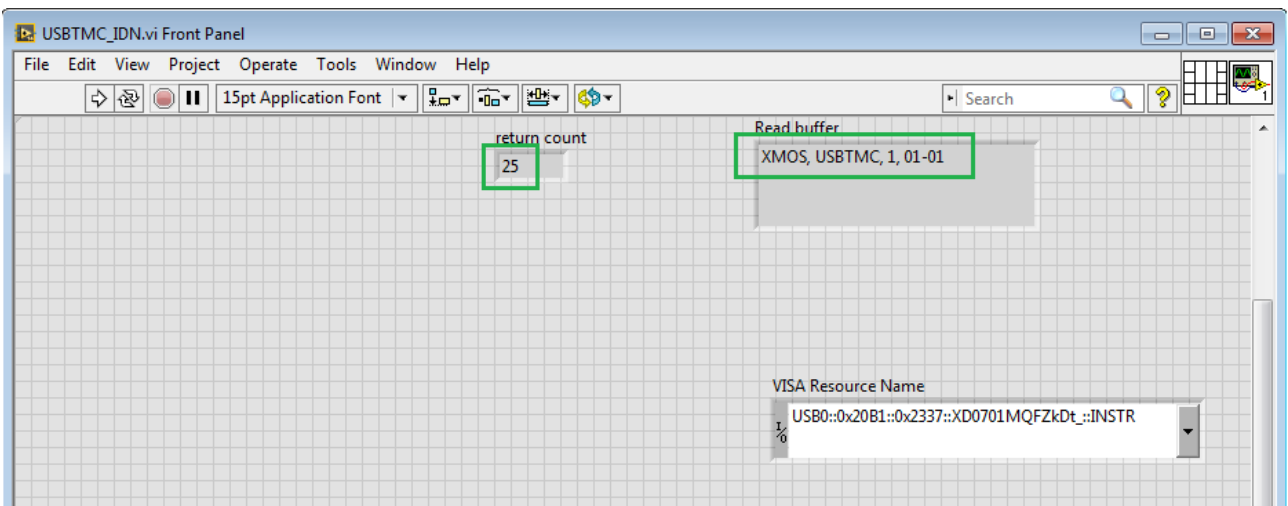 USBTMC_IDN.vi Front Panel
File Edit View Project Operate Tools Window Help
15pt Application Font
Search
1
return count
25
Read buffer
XMOS, USBTMC, 1, 01-01
VISA Resource Name
I/O
USB0::0x20B1::0x2337::XD0701MQFZkDt_::INSTR